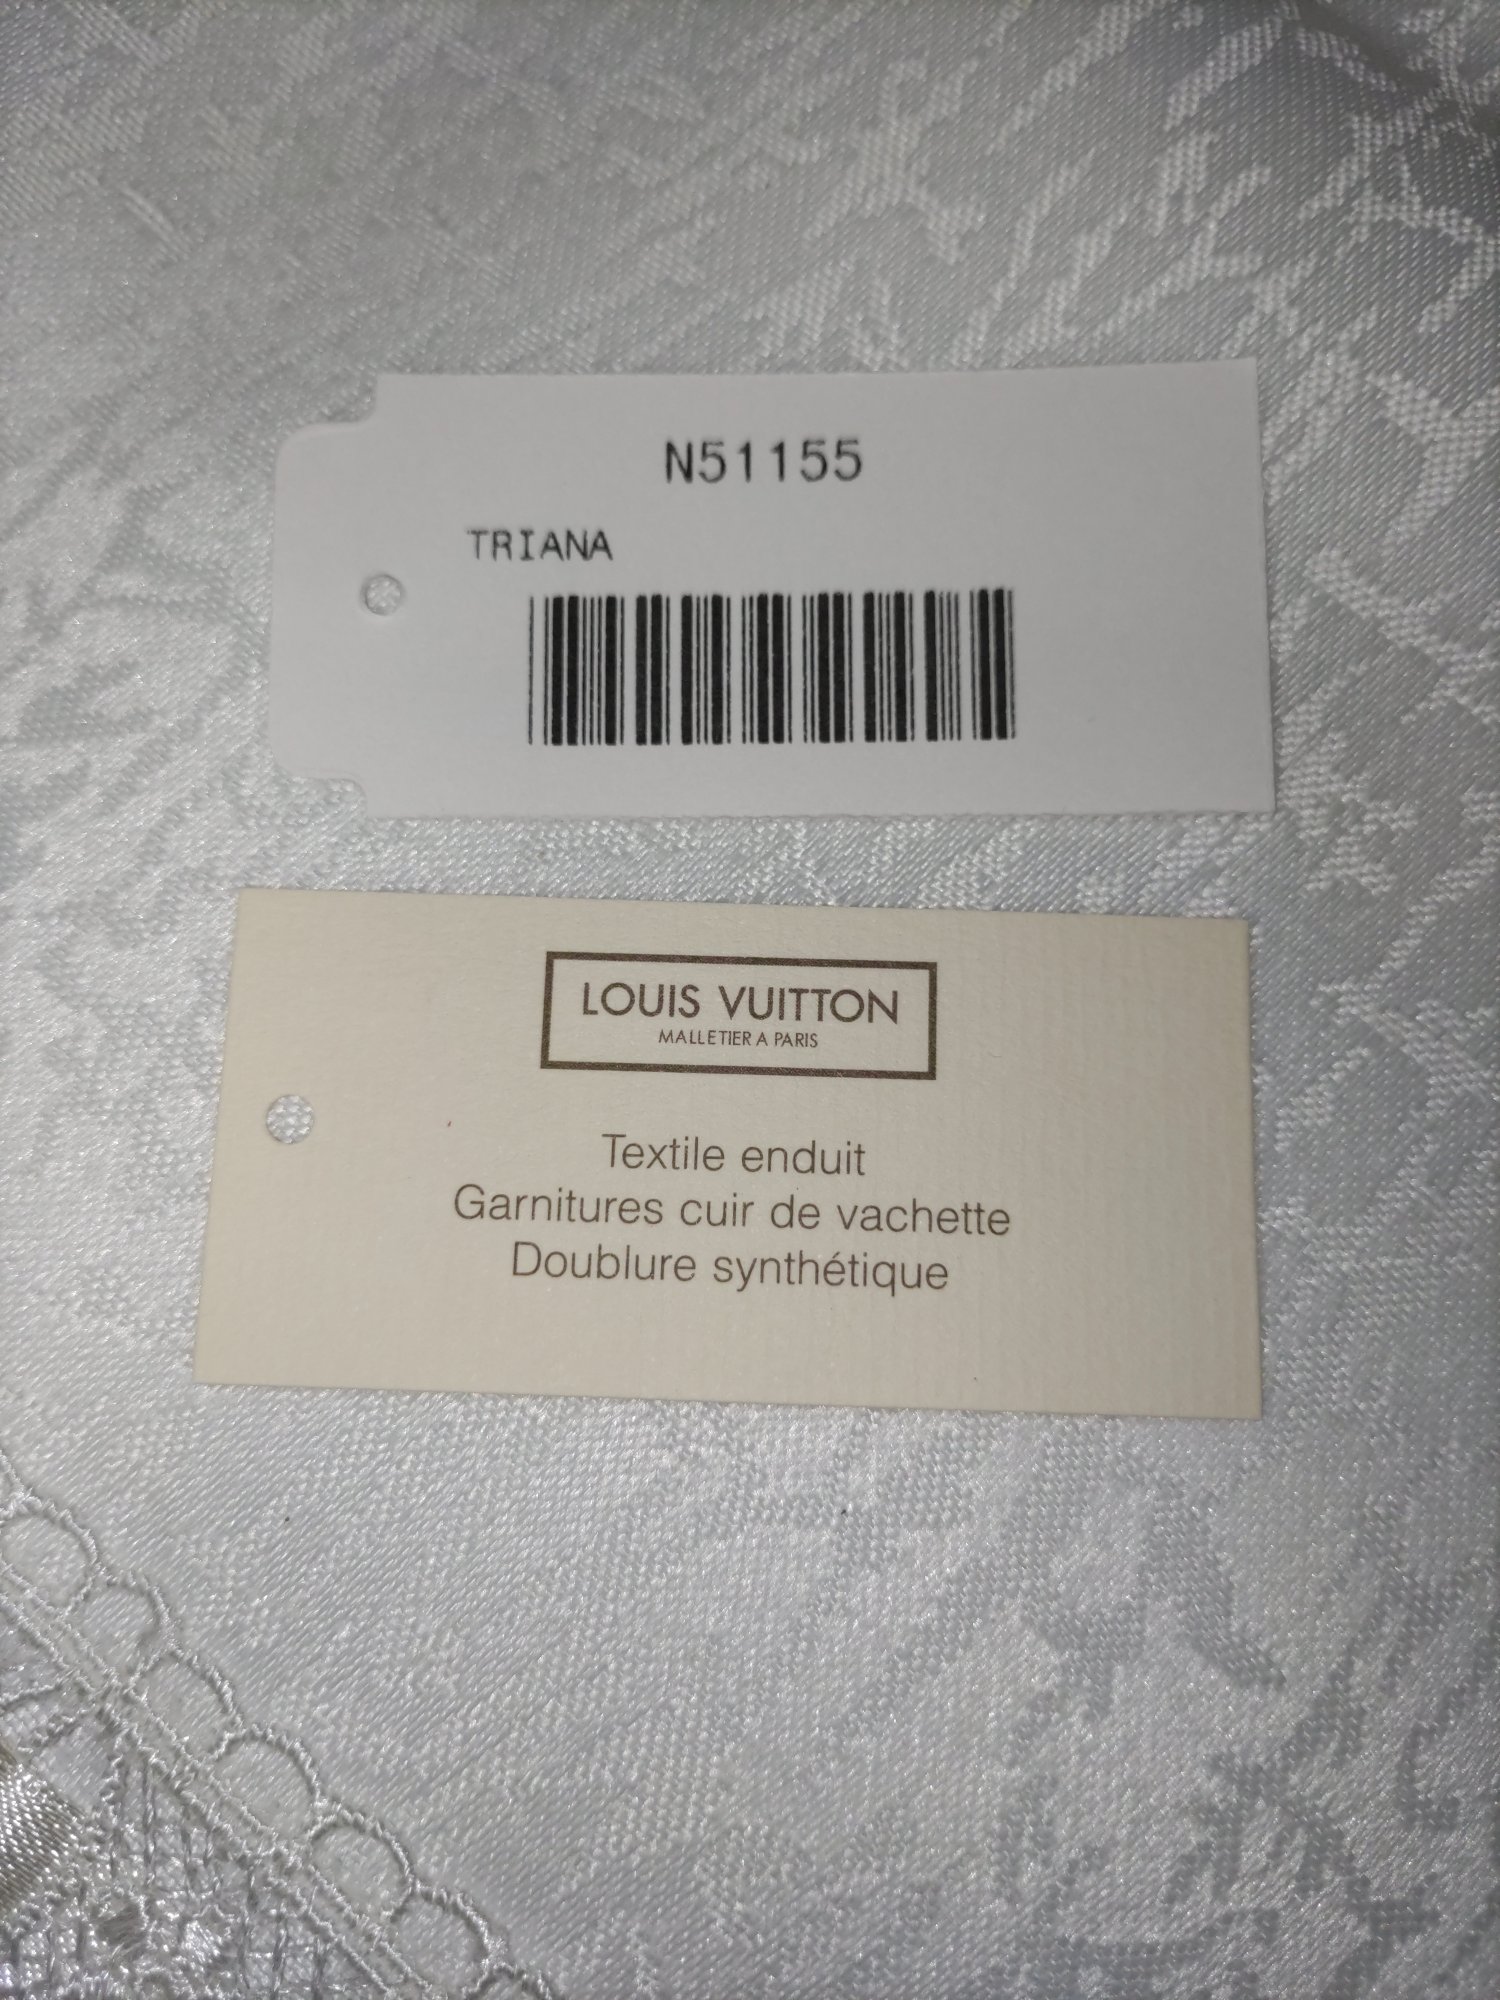 N51155
TRIANA
LOUIS VUITTON
MALLETIER A PARIS
Textile enduit
Garnitures cuir de vachette
Doublure synthétique